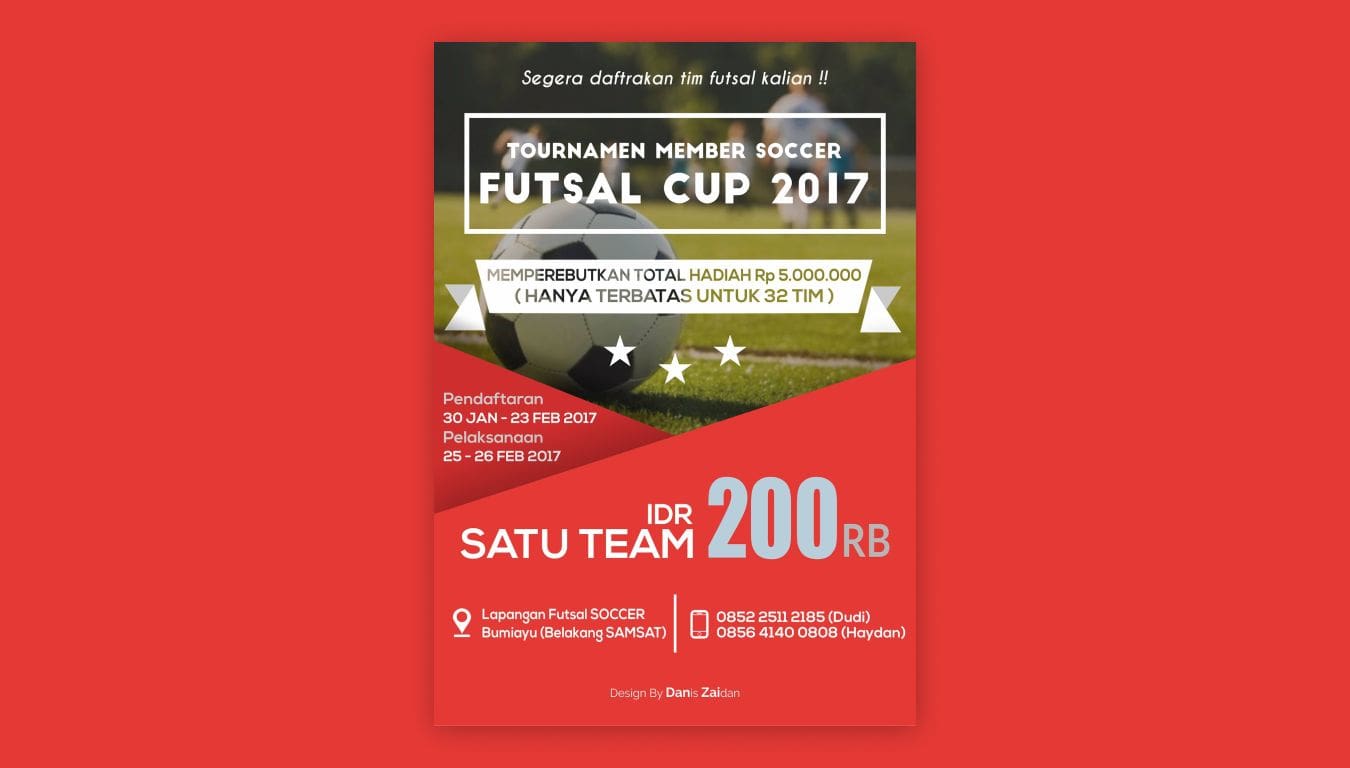 Segera daftrakan tim futsal kalian !!
TOURNAMEN MEMBER SOCCER
FUTSAL CUP 2017
MEMPEREBUTKAN TOTAL HADIAH Rp 5.000.000
( HANYA TERBATAS UNTUK 32 TIM )
Pendaftaran
30 JAN - 23 FEB 2017
Pelaksanaan
25 - 26 FEB 2017
IDR
SATU TEAM 200 RB
Lapangan Futsal SOCCER
Bumiayu (Belakang SAMSAT)
0852 2511 2185 (Dudi)
0856 4140 0808 (Haydan)
Design By Danis Zaidan